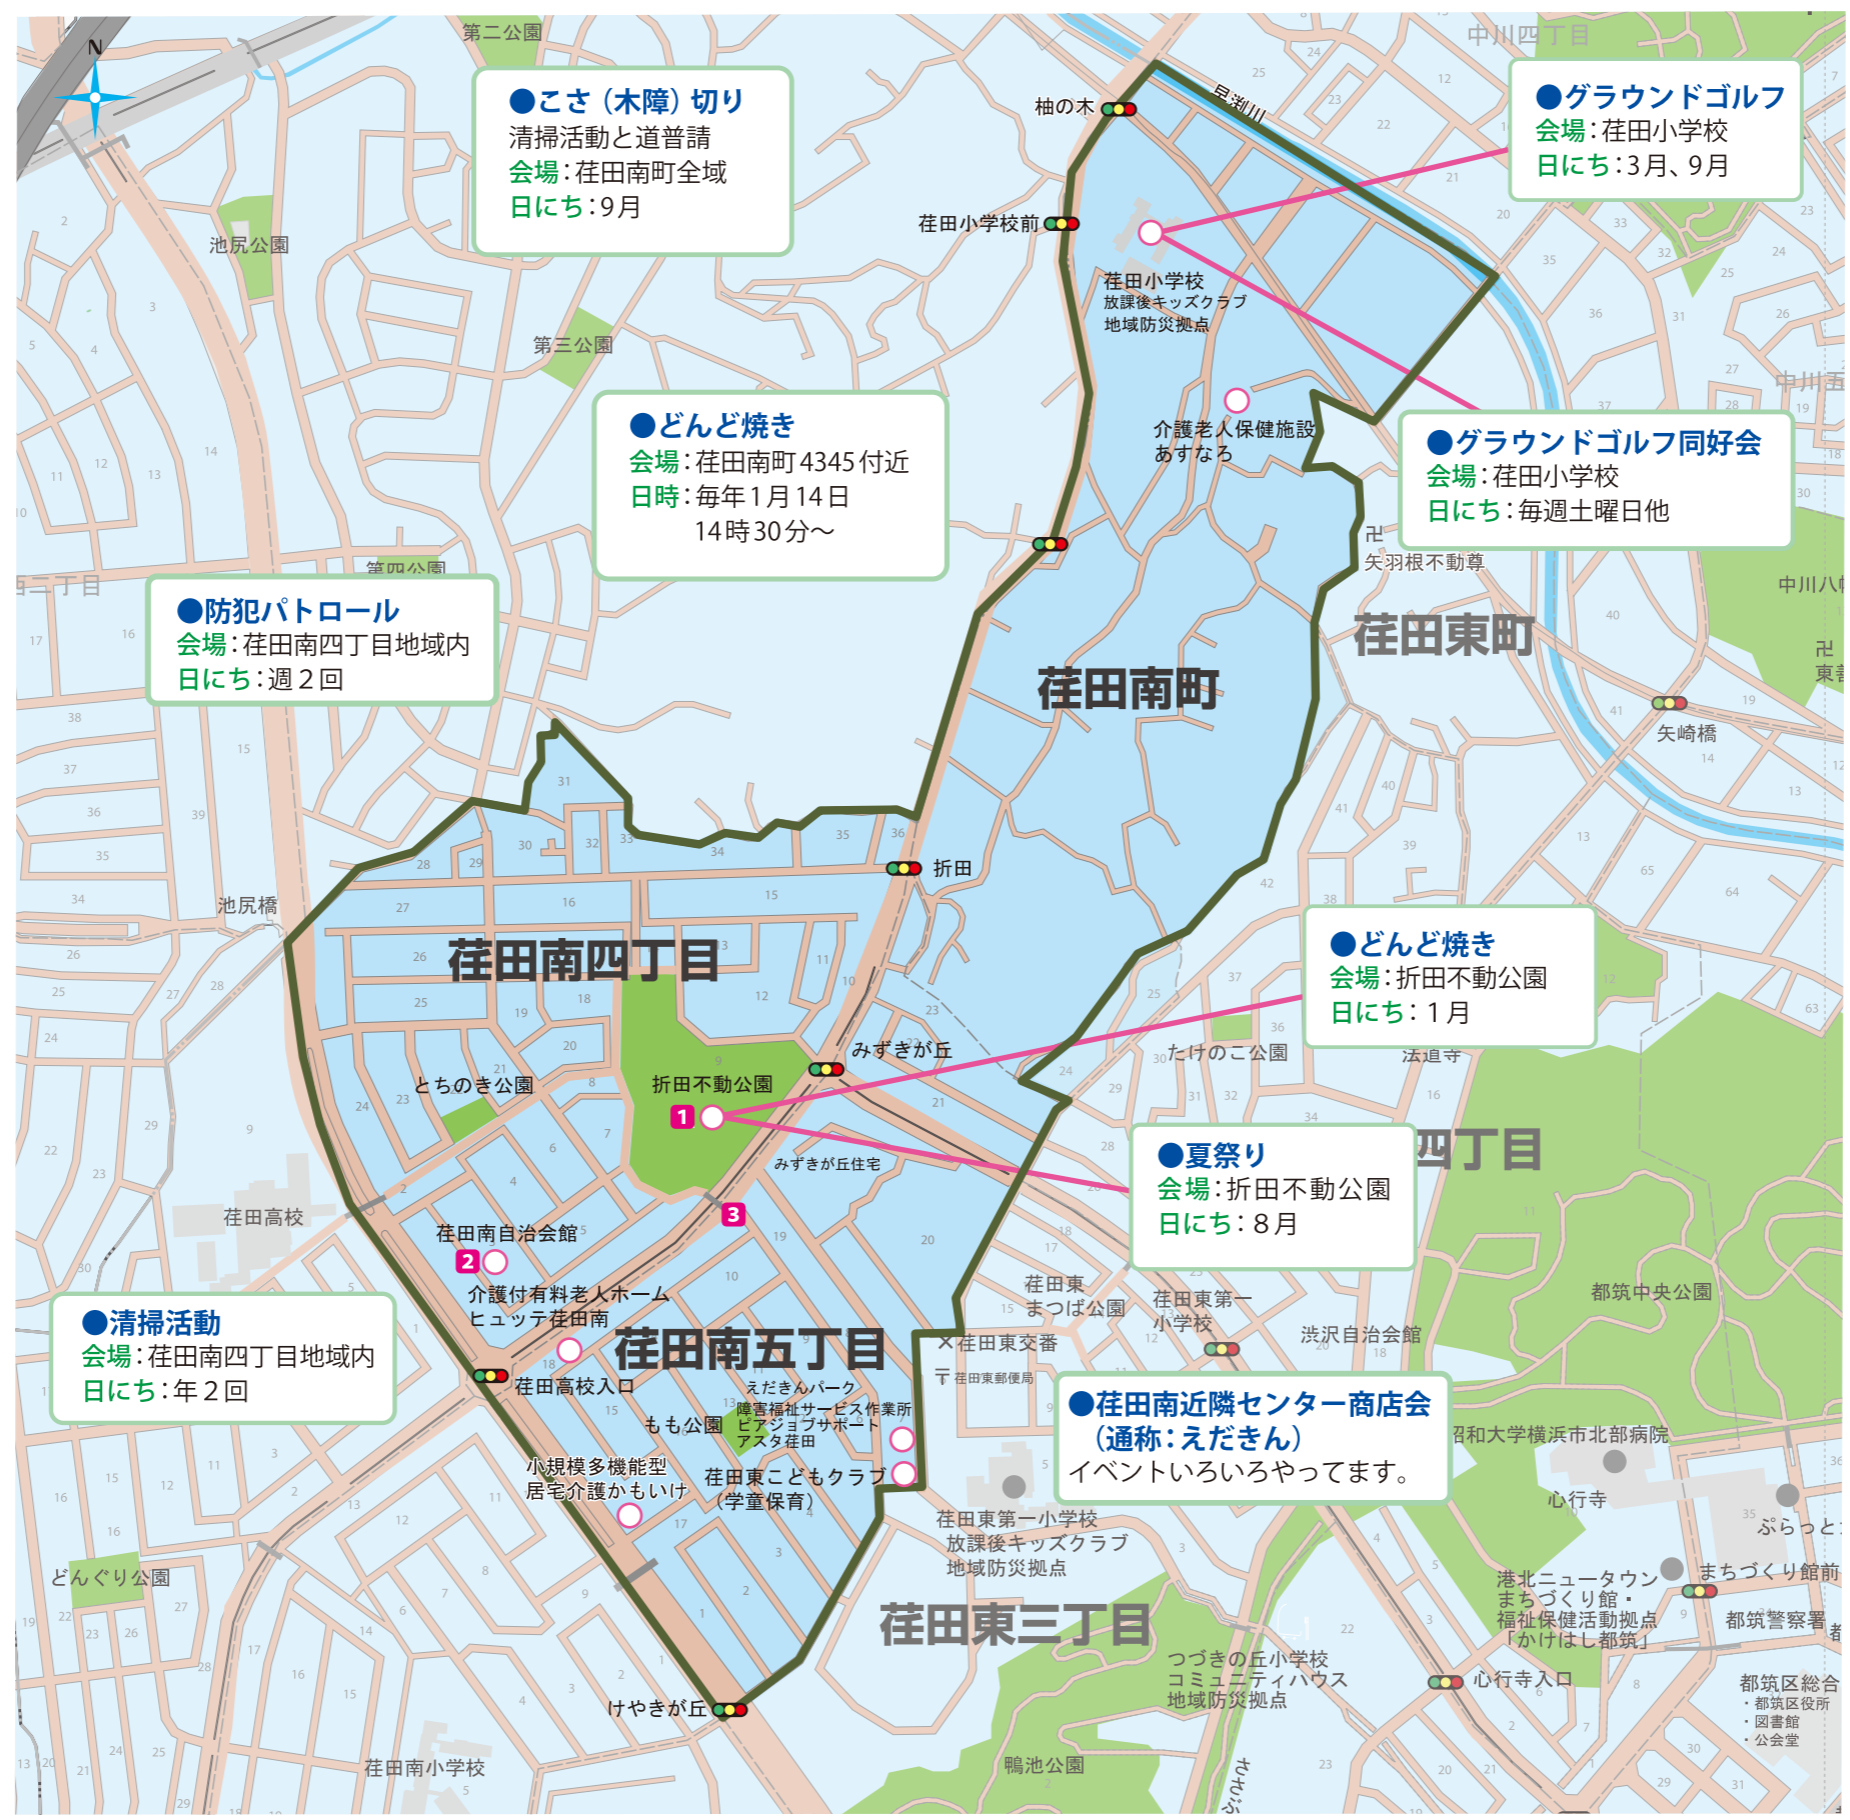 N
第二公園
中川四丁目
●こさ（木障）切り
清掃活動と道普請
会場：荏田南町全域
日にち：9月
柚の木
早渕川
●グラウンドゴルフ
会場：荏田小学校
日にち：3月、9月
荏田小学校前
池尻公園
荏田小学校
放課後キッズクラブ
地域防災拠点
第三公園
●どんど焼き
会場：荏田南町4345付近
日時：毎年1月14日
14時30分〜
介護老人保健施設
あすなろ
●グラウンドゴルフ同好会
会場：荏田小学校
日にち：毎週土曜日他
中川五
卍
矢羽根不動尊
第四公園
二丁目
●防犯パトロール
会場：荏田南四丁目地域内
日にち：週２回
中川八
荏田東町
卍
東善
荏田南町
矢崎橋
折田
池尻橋
荏田南四丁目
●どんど焼き
会場：折田不動公園
日にち：１月
みずきが丘
たけのこ公園
法道寺
とちのき公園
折田不動公園
1
四丁目
●夏祭り
会場：折田不動公園
日にち：８月
みずきが丘住宅
3
荏田高校
荏田南自治会館
2
介護付有料老人ホーム
ヒュッテ荏田南
荏田東
まつば公園
荏田東第一
小学校
都筑中央公園
渋沢自治会館
●清掃活動
会場：荏田南四丁目地域内
日にち：年２回
荏田南五丁目
荏田東交番
〒荏田東郵便局
荏田高校入口
えだきんパーク
障害福祉サービス作業所
ピアジョブサポート
アスタ荏田
もも公園
●荏田南近隣センター商店会
（通称：えだきん）
イベントいろいろやってます。
昭和大学横浜市北部病院
小規模多機能型
居宅介護かもいけ
荏田東こどもクラブ
（学童保育）
心行寺
荏田東第一小学校
放課後キッズクラブ
地域防災拠点
ぷらっと
どんぐり公園
まちづくり館前
港北ニュータウン
まちづくり館・
福祉保健活動拠点
「かけはし都筑」
都筑警察署
荏田東三丁目
つづきの丘小学校
コミュニティハウス
地域防災拠点
心行寺入口
都筑区総合
・都筑区役所
・図書館
・公会堂
けやきが丘
荏田南小学校
鴨池公園
ささぶ